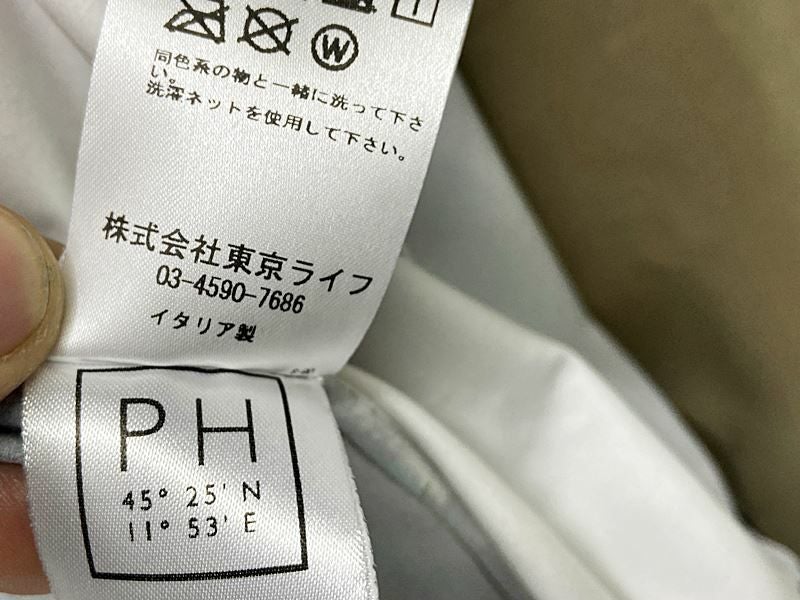 W
同色系の物と一緒に洗って下さ
い。
洗濯ネットを使用して下さい。
株式会社東京ライフ
03-4590-7686
イタリア製
PH
45° 25' N
11° 53' E